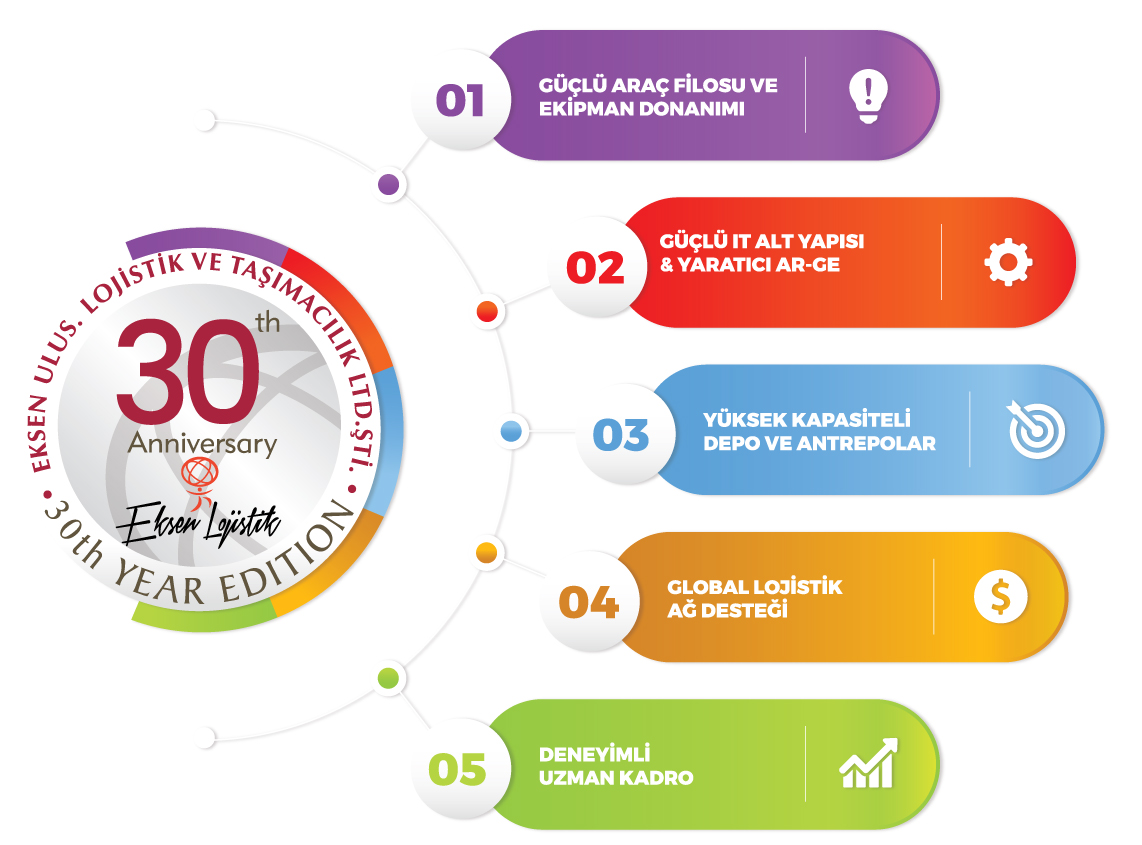 EKSEN ULUS. LOJİSTİK VE TAŞIMACILIK LTD.ŞTİ.
30th
Anniversary
Eksen Lojistik
• 30th YEAR EDITION •
01
GÜÇLÜ ARAÇ FİLOSU VE
EKİPMAN DONANIMI
02
GÜÇLÜ IT ALT YAPISI
& YARATICI AR-GE
03
YÜKSEK KAPASİTELİ
DEPO VE ANTREPOLAR
04
GLOBAL LOJİSTİK
AĞ DESTEĞİ
$
05
DENEYİMLİ
UZMAN KADRO